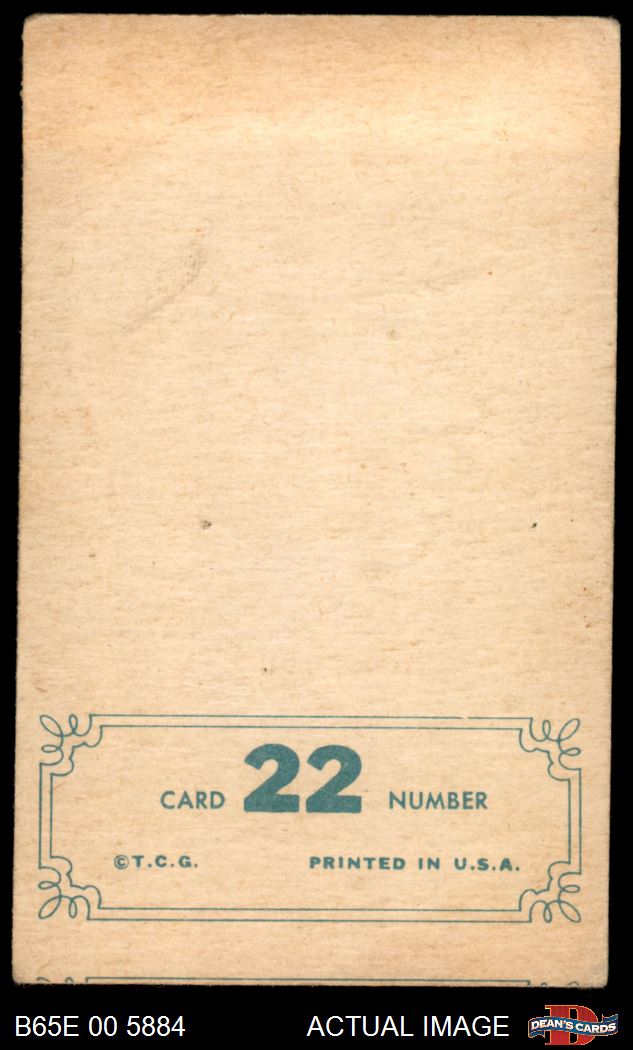 CARD 22 NUMBER
©T.C.G. PRINTED IN U.S.A.
B65E 00 5884 ACTUAL IMAGE DEAN'S CARDS